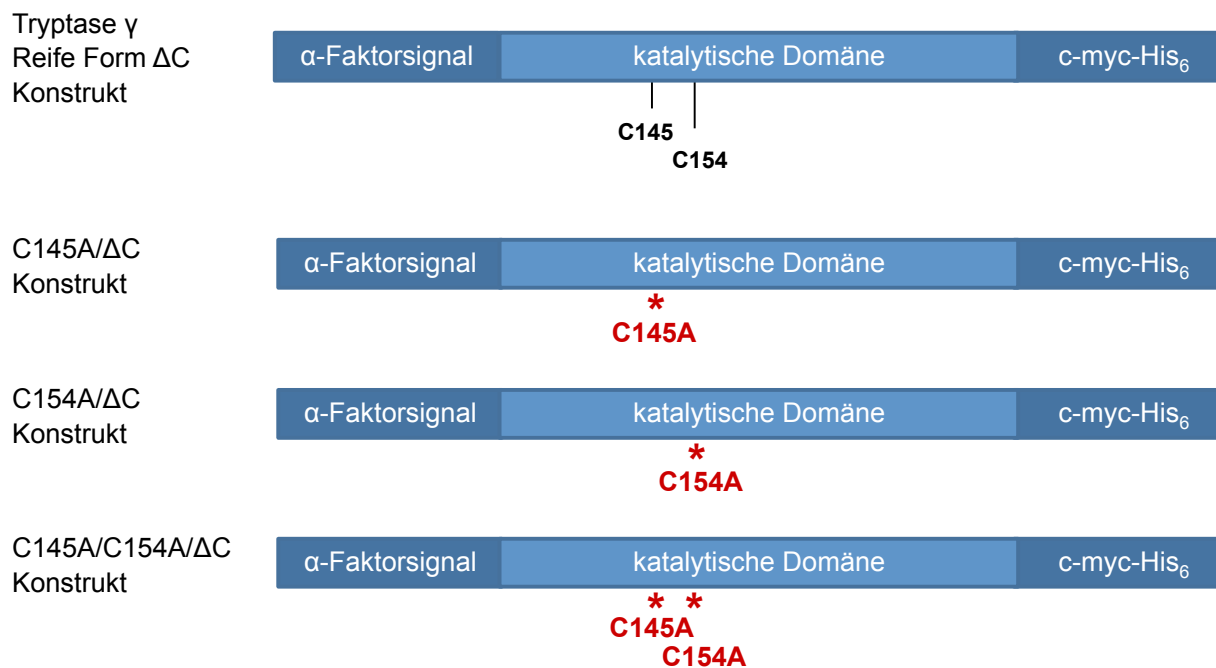 Tryptase γ
Reife Form ΔC
Konstrukt
α-Faktorsignal katalytische Domäne c-myc-His₆
C145
C154
C145A/ΔC
Konstrukt
α-Faktorsignal katalytische Domäne c-myc-His₆
*
C145A
C154A/ΔC
Konstrukt
α-Faktorsignal katalytische Domäne c-myc-His₆
*
C154A
C145A/C154A/ΔC
Konstrukt
α-Faktorsignal katalytische Domäne c-myc-His₆
* *
C145A
C154A